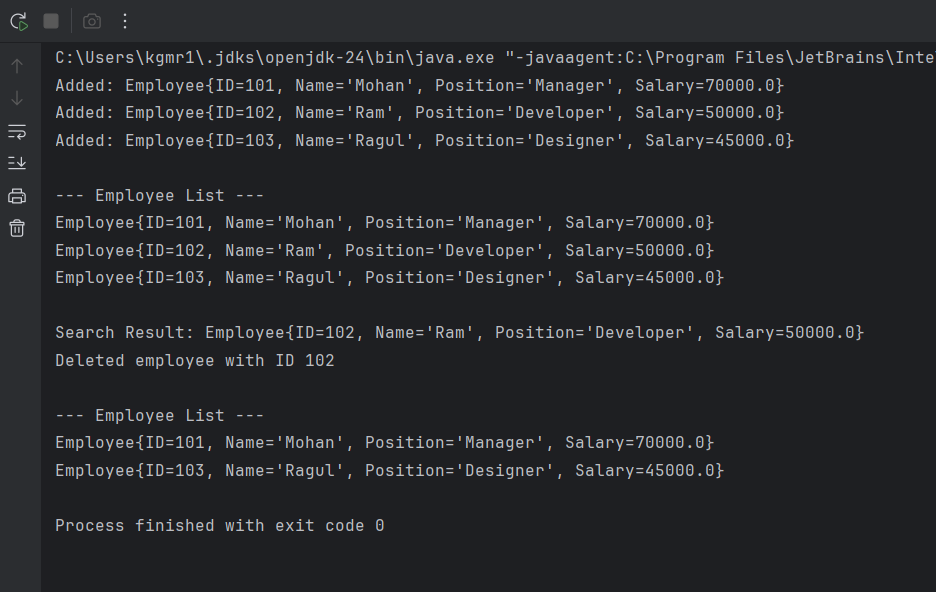 C:\Users\kgmr1\.jdks\openjdk-24\bin\java.exe "-javaagent:C:\Program Files\JetBrains\Inte
Added: Employee{ID=101, Name='Mohan', Position='Manager', Salary=70000.0}
Added: Employee{ID=102, Name='Ram', Position='Developer', Salary=50000.0}
Added: Employee{ID=103, Name='Ragul', Position='Designer', Salary=45000.0}
--- Employee List ---
Employee{ID=101, Name='Mohan', Position='Manager', Salary=70000.0}
Employee{ID=102, Name='Ram', Position='Developer', Salary=50000.0}
Employee{ID=103, Name='Ragul', Position='Designer', Salary=45000.0}
Search Result: Employee{ID=102, Name='Ram', Position='Developer', Salary=50000.0}
Deleted employee with ID 102
--- Employee List ---
Employee{ID=101, Name='Mohan', Position='Manager', Salary=70000.0}
Employee{ID=103, Name='Ragul', Position='Designer', Salary=45000.0}
Process finished with exit code 0